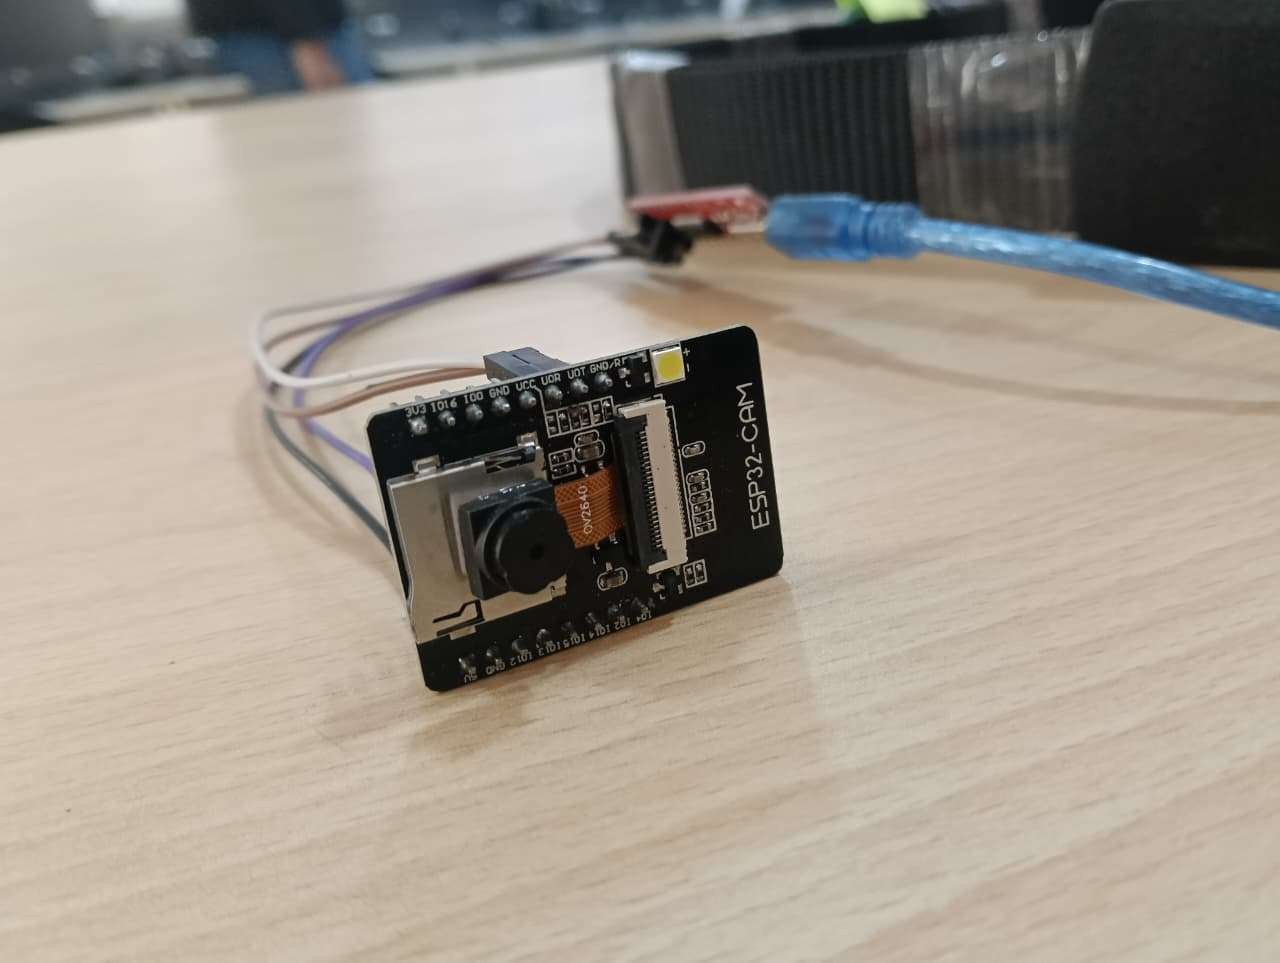 3V3 IO16 IO0 GND VCC UOR UOT GND/R
+
-
ESP32-CAM
OV2640
5V GND IO12 IO13 IO15 IO14 IO2 IO4